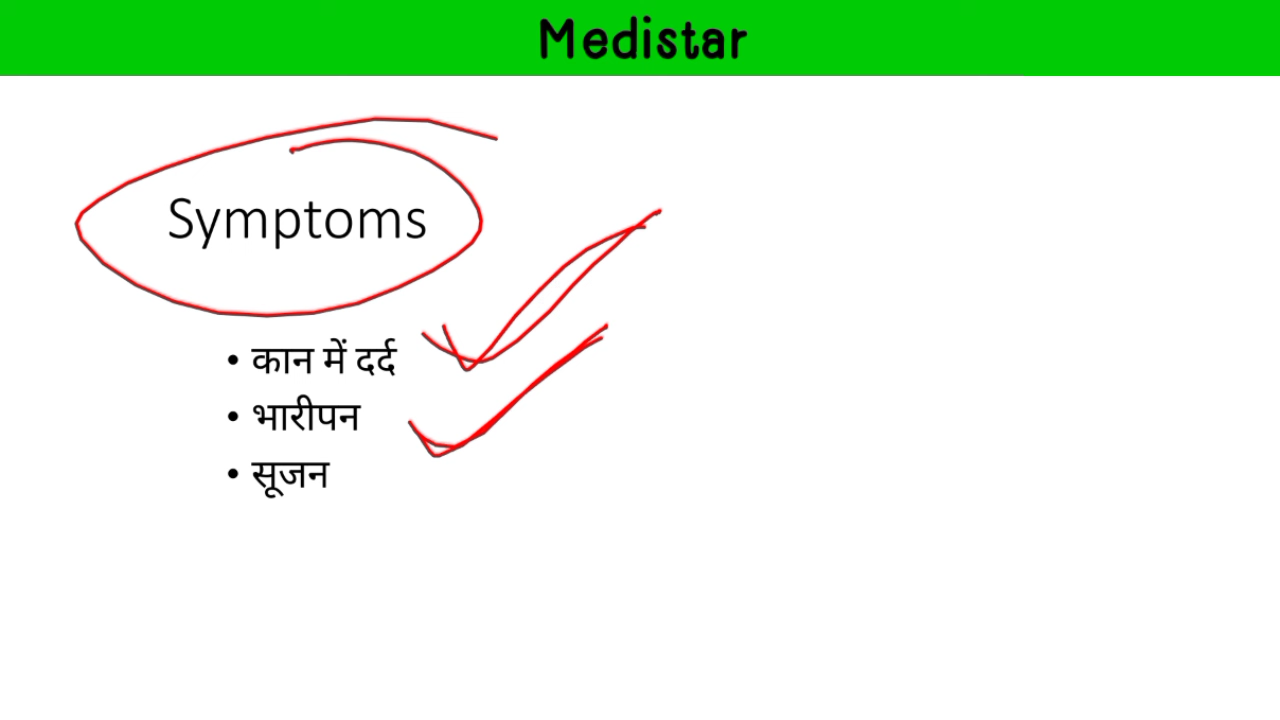 Medistar
Symptoms
• कान में दर्द
• भारीपन
• सूजन